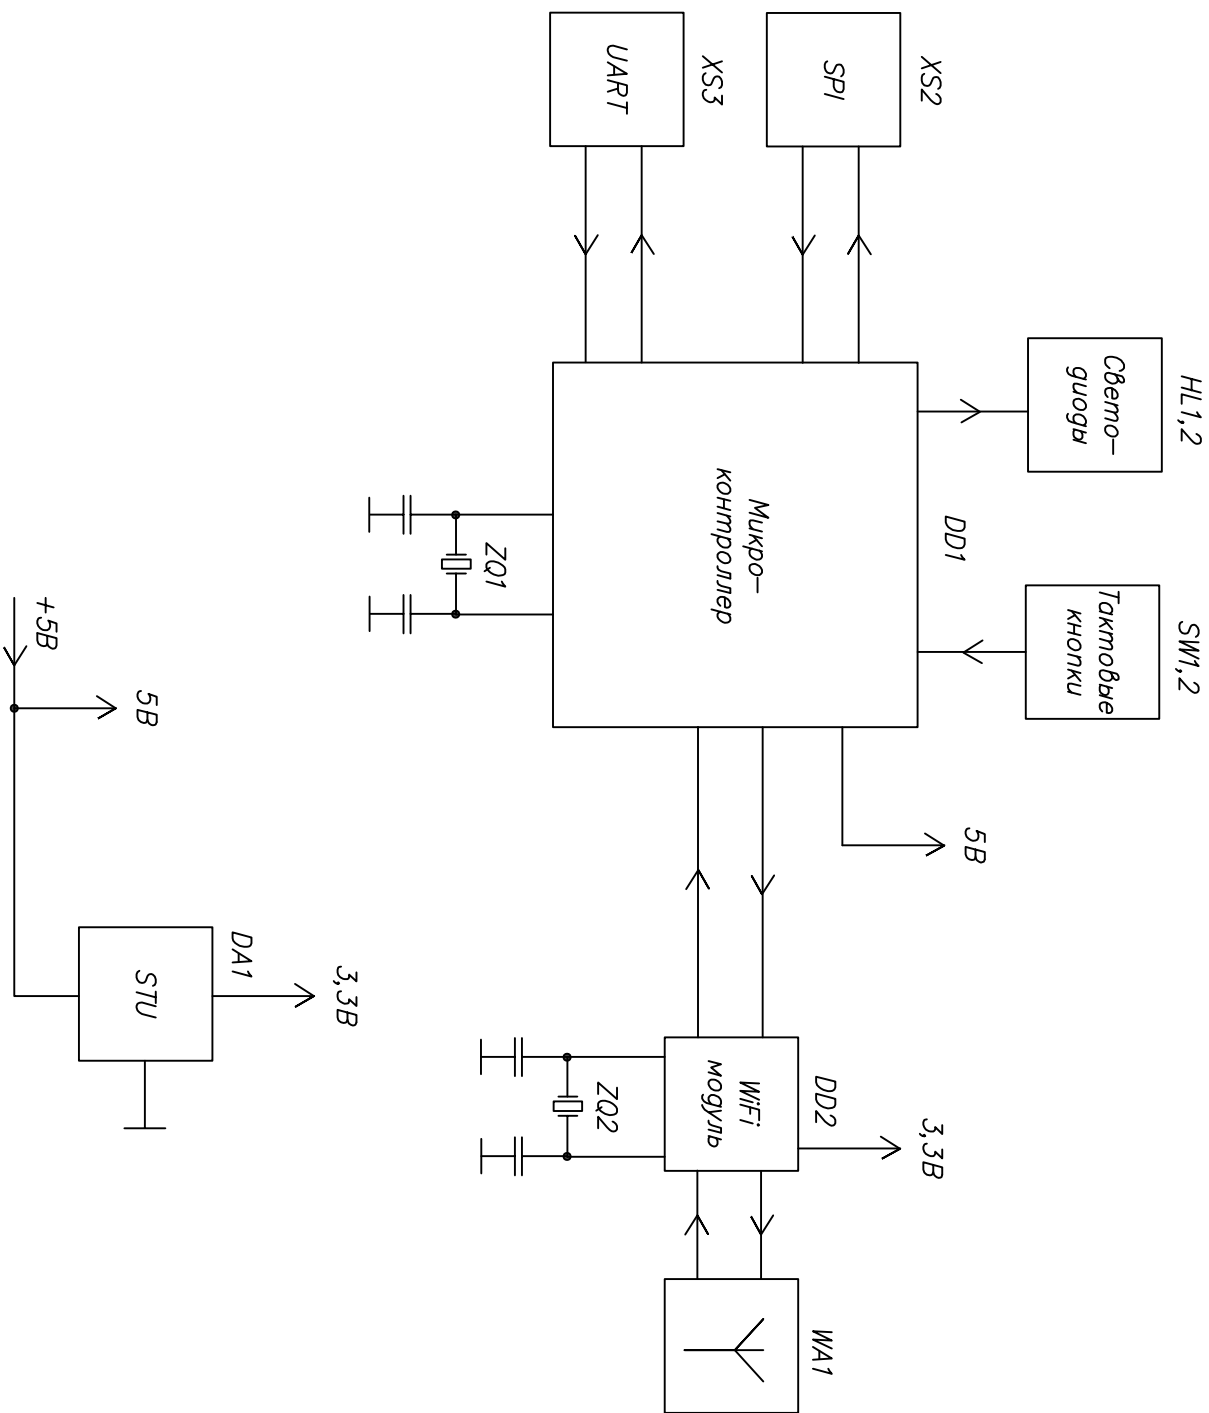 HL1,2
SW1,2
Свето-
диоды
Тактовые
кнопки
XS2
SPI
DD1
5В
3,3В
DD2
WA1
Микро-
контроллер
WiFi
модуль
XS3
UART
ZQ1
ZQ2
3,3В
DA1
STU
5В
+5В